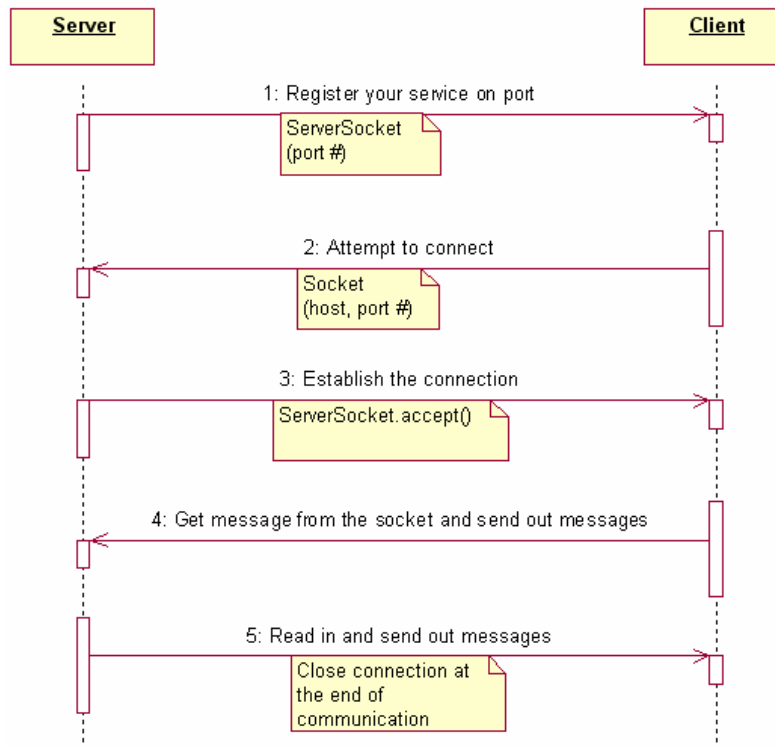 Server
Client
1: Register your service on port
ServerSocket
(port #)
2: Attempt to connect
Socket
(host, port #)
3: Establish the connection
ServerSocket.accept()
4: Get message from the socket and send out messages
5: Read in and send out messages
Close connection at
the end of
communication